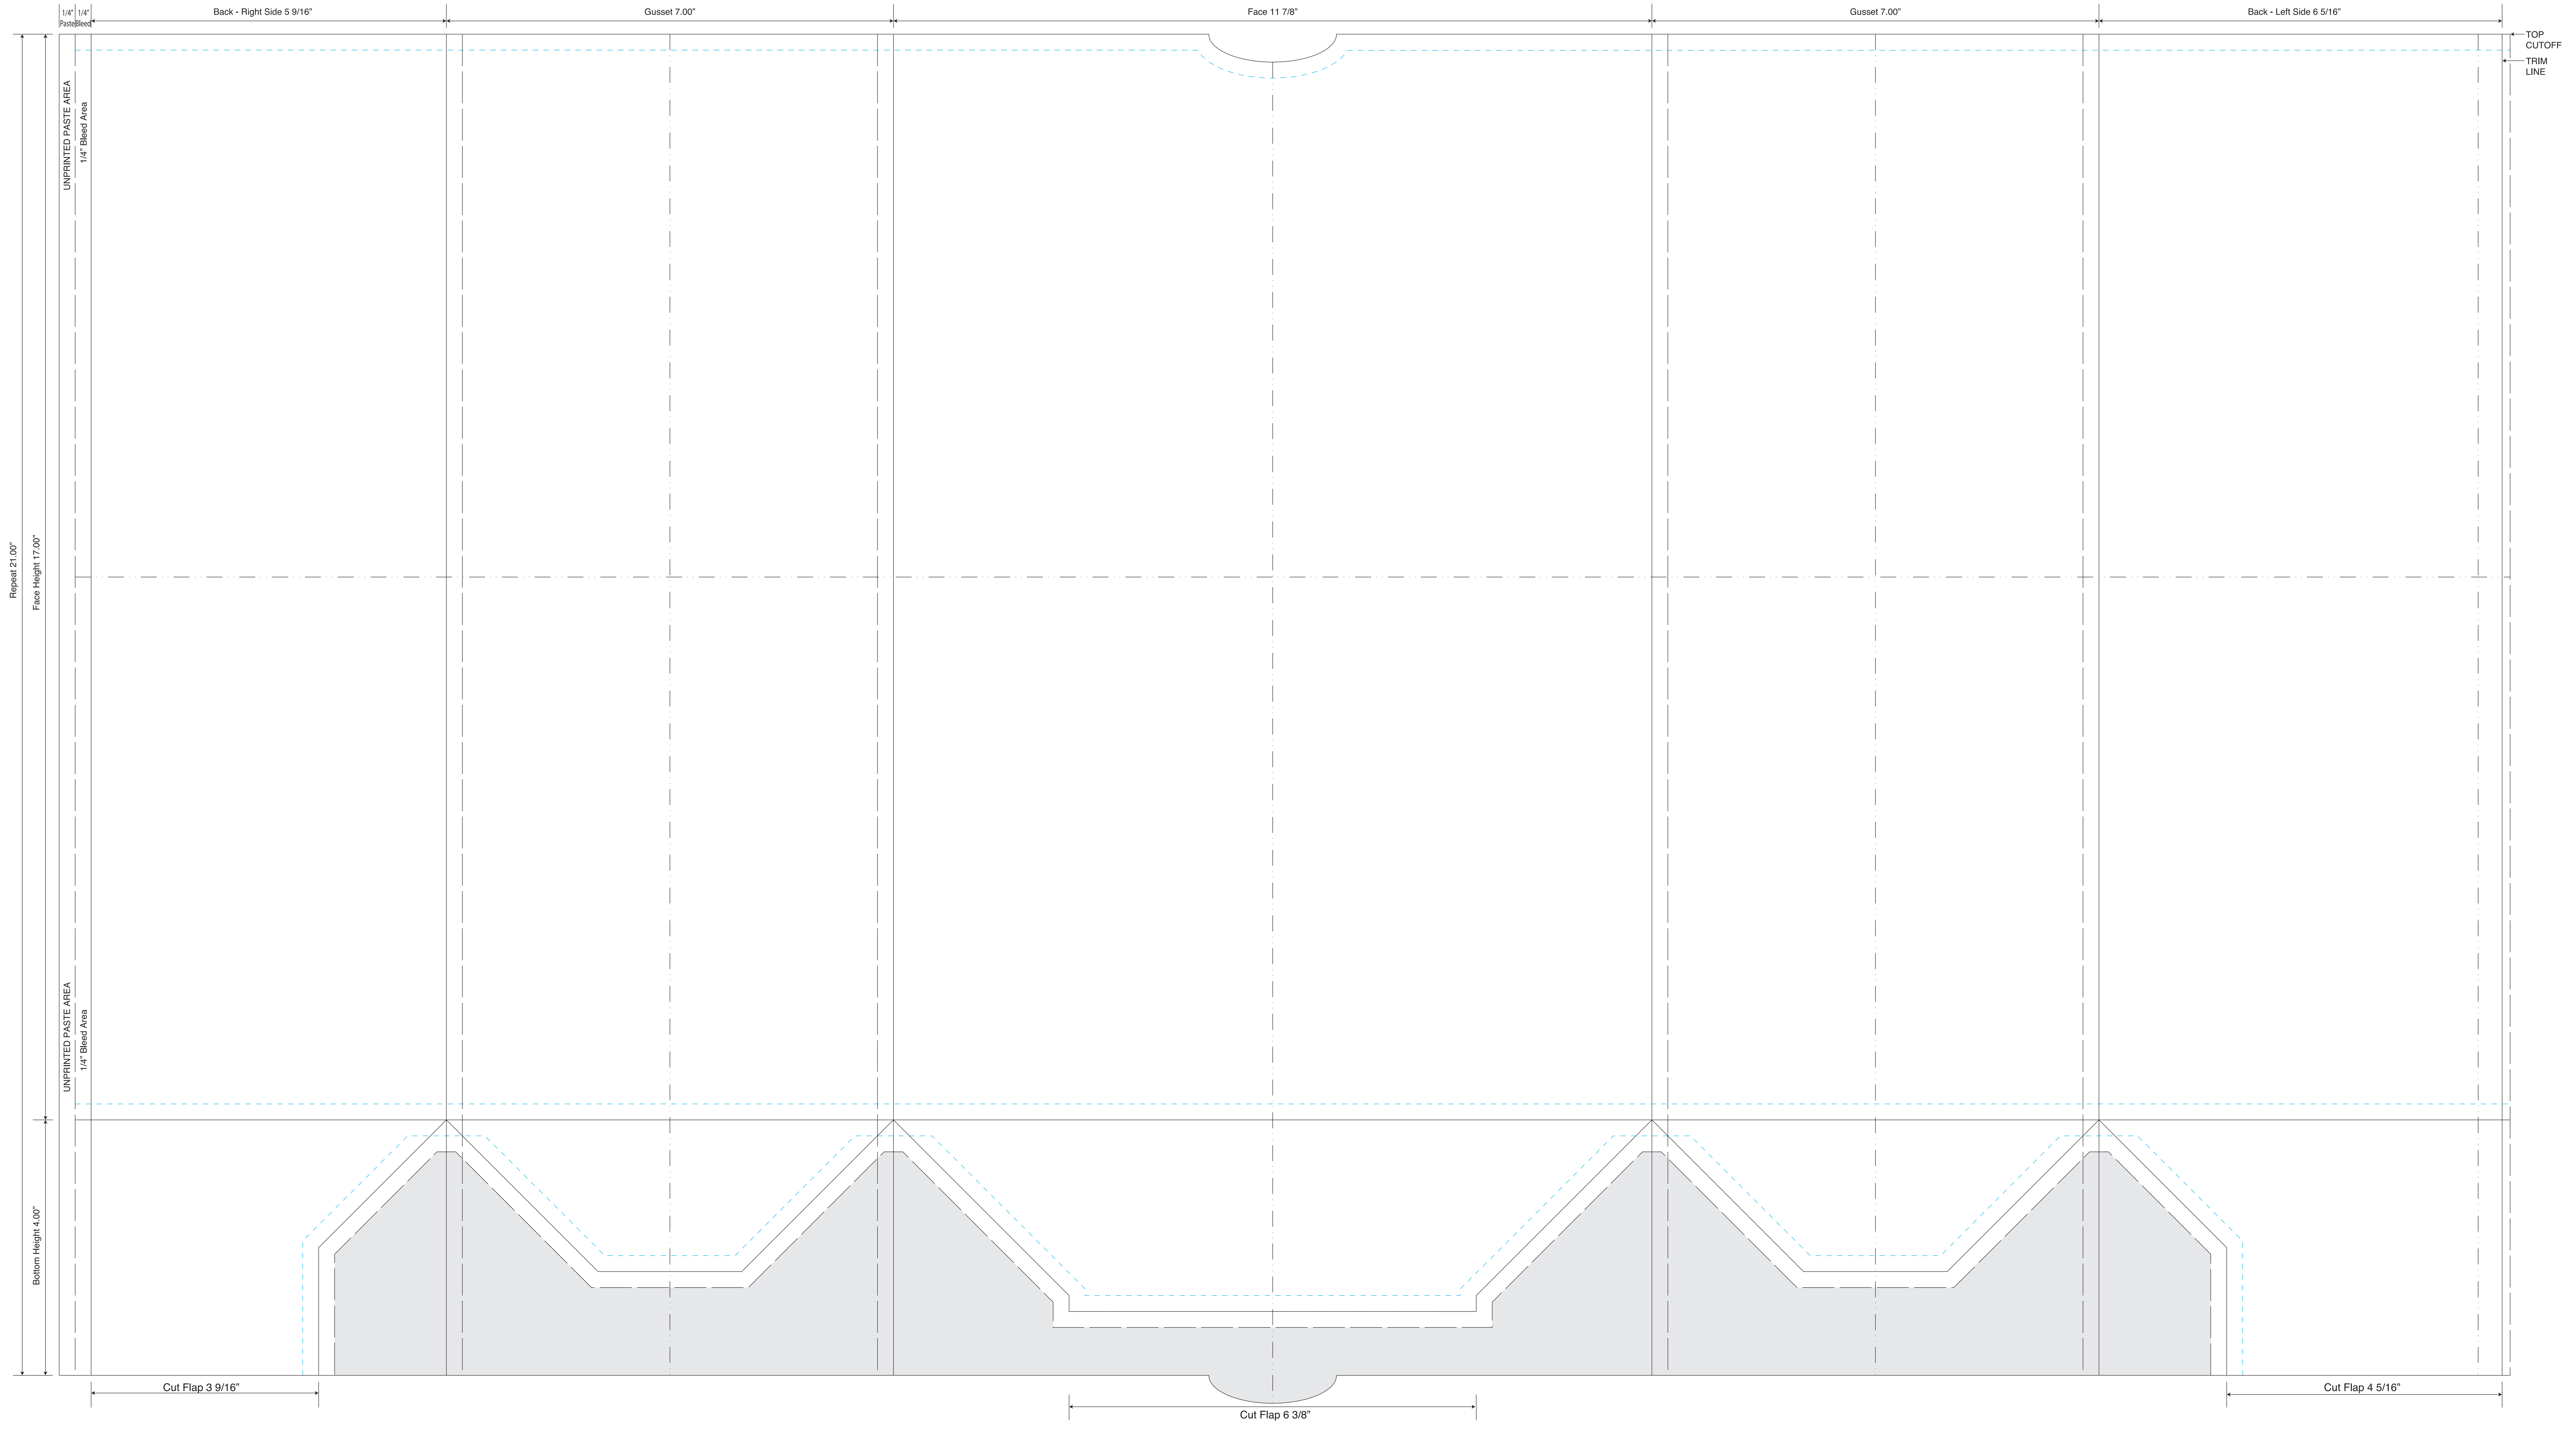 1/4” 1/4”
Paste Bleed
Back - Right Side 5 9/16”
Gusset 7.00”
Face 11 7/8”
Gusset 7.00”
Back - Left Side 6 5/16”
TOP
CUTOFF
TRIM
LINE
UNPRINTED PASTE AREA
1/4” Bleed Area
Repeat 21.00”
Face Height 17.00”
UNPRINTED PASTE AREA
1/4” Bleed Area
Bottom Height 4.00”
Cut Flap 3 9/16”
Cut Flap 6 3/8”
Cut Flap 4 5/16”